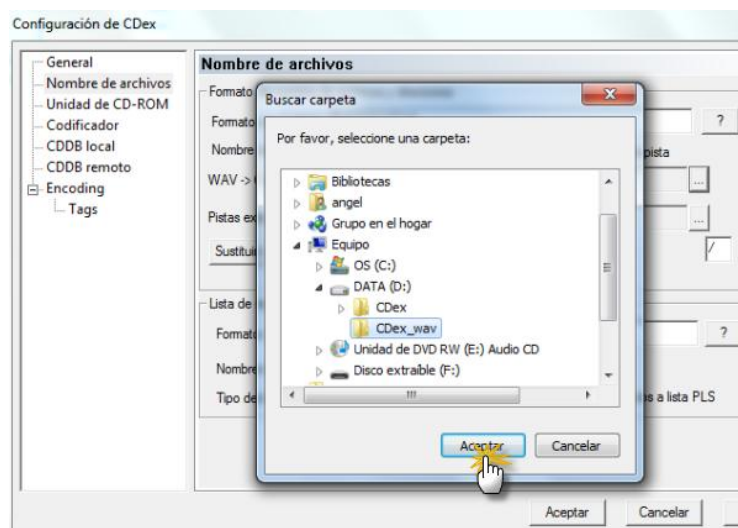 Configuración de CDex
General
Nombre de archivos
Unidad de CD-ROM
Codificador
CDDB local
CDDB remoto
Encoding
Tags
Nombre de archivos
Formato
Formato
?
Nombre
pista
WAV ->
...
Pistas ex
...
Sustitui
/
Lista de
Formato
?
Nombre
Tipo de
s a lista PLS
Buscar carpeta
Por favor, seleccione una carpeta:
Bibliotecas
angel
Grupo en el hogar
Equipo
OS (C:)
DATA (D:)
CDex
CDex_wav
Unidad de DVD RW (E:) Audio CD
Disco extraíble (F:)
Aceptar
Cancelar
Aceptar
Cancelar